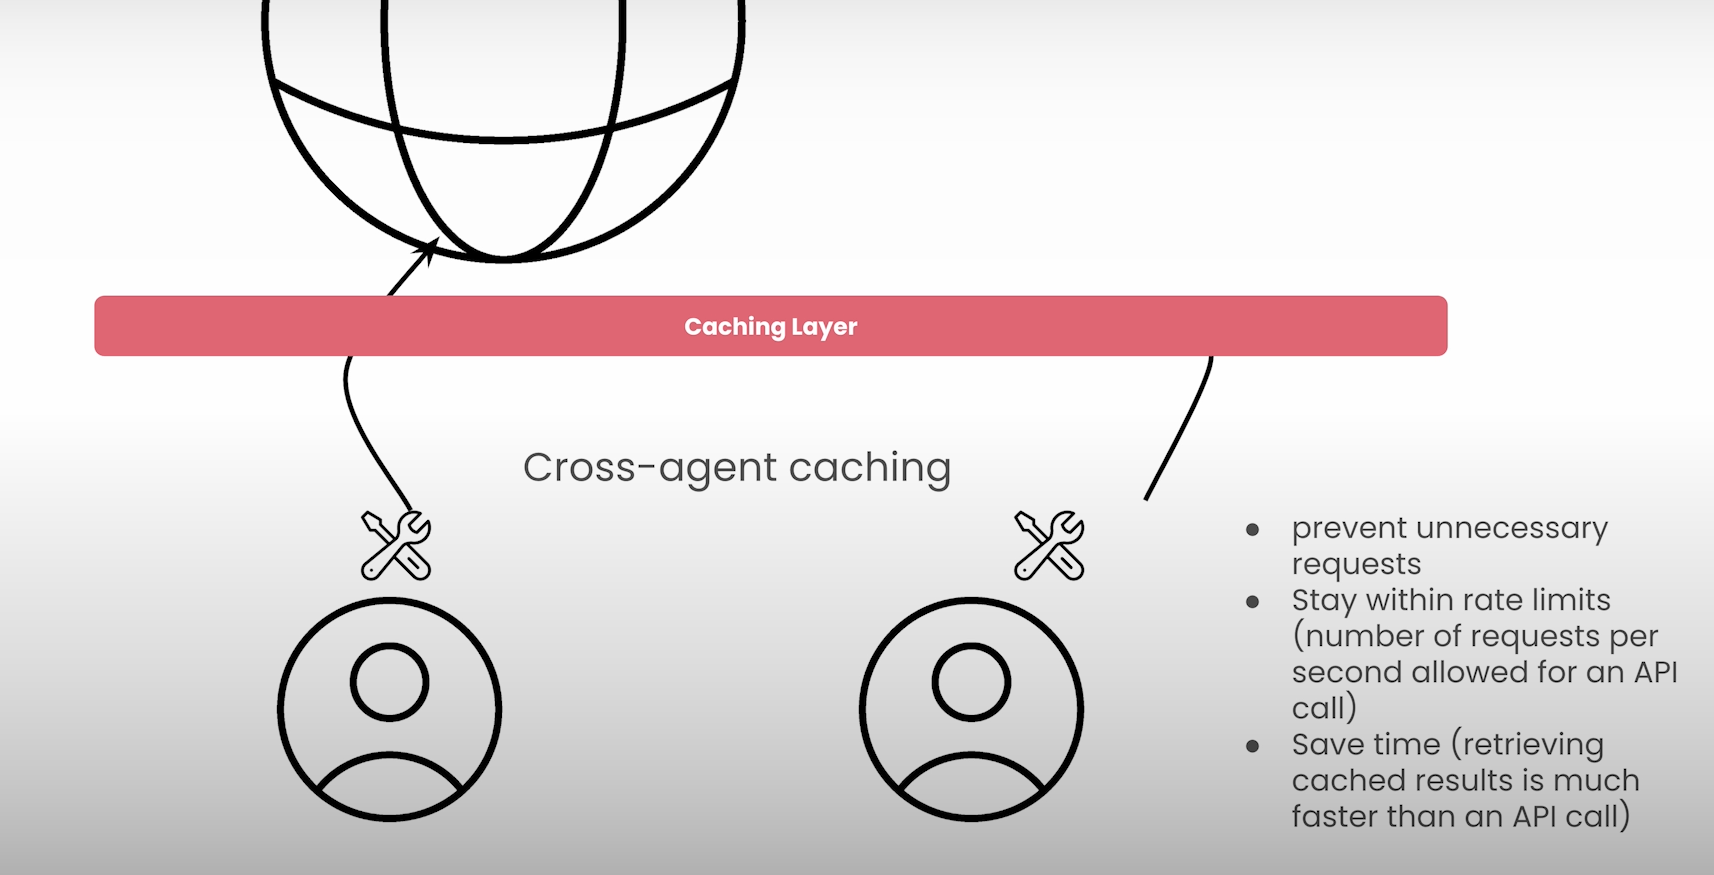 Caching Layer
Cross-agent caching
● prevent unnecessary
requests
● Stay within rate limits
(number of requests per
second allowed for an API
call)
● Save time (retrieving
cached results is much
faster than an API call)